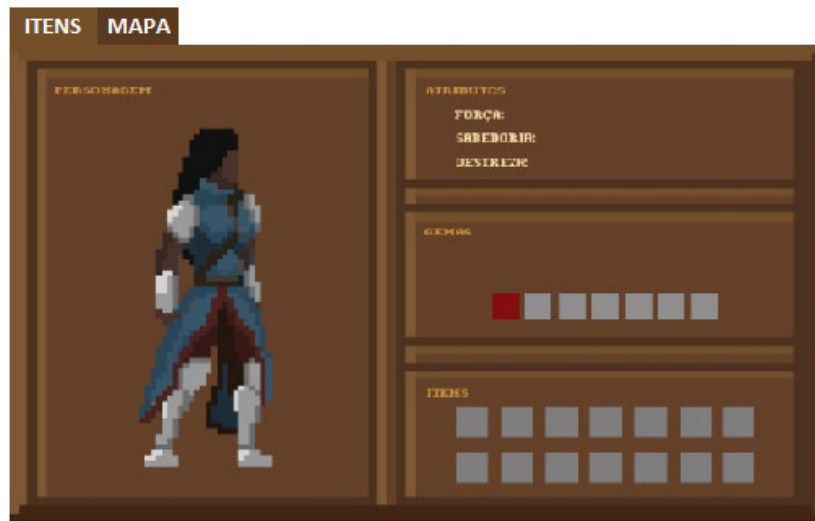 ITENS MAPA
PERSONAGEM
ATRIBUTOS
FORÇA:
SABEDORIA:
DESTREZA:
GEMAS
ITENS